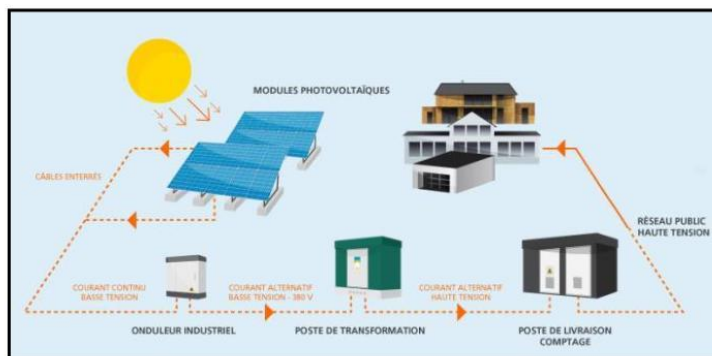 MODULES PHOTOVOLTAÏQUES
CÂBLES ENTERRÉS
RÉSEAU PUBLIC
HAUTE TENSION
COURANT CONTINU
BASSE TENSION
COURANT ALTERNATIF
BASSE TENSION - 380 V
COURANT ALTERNATIF
HAUTE TENSION
ONDULEUR INDUSTRIEL
POSTE DE TRANSFORMATION
POSTE DE LIVRAISON
COMPTAGE